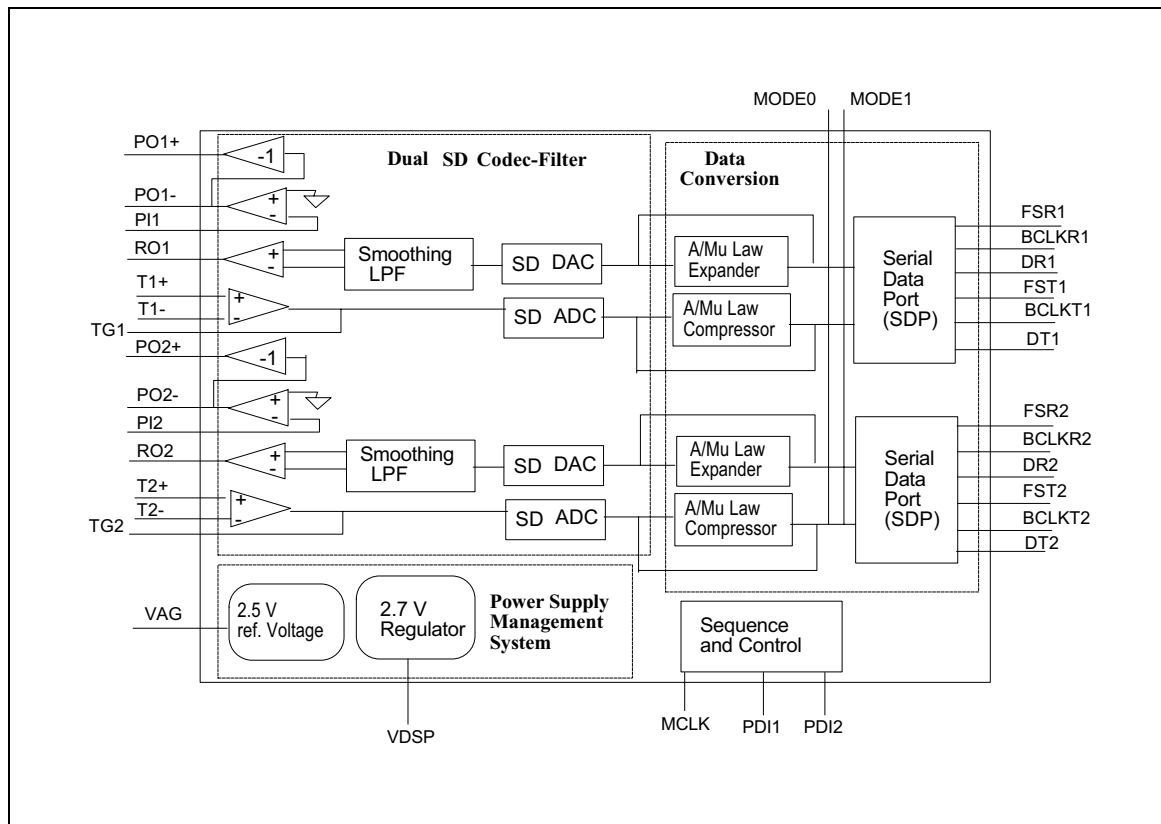 MODE0 MODE1
PO1+
-1
Dual SD Codec-Filter
Data
Conversion
PO1-
+
-
PI1
RO1
+
-
Smoothing
LPF
SD DAC
A/Mu Law
Expander
Serial
Data
Port
(SDP)
FSR1
BCLKR1
DR1
FST1
BCLKT1
DT1
T1+
T1-
TG1
+
-
SD ADC
A/Mu Law
Compressor
PO2+
-1
PO2-
+
-
PI2
RO2
+
-
Smoothing
LPF
SD DAC
A/Mu Law
Expander
Serial
Data
Port
(SDP)
FSR2
BCLKR2
DR2
FST2
BCLKT2
DT2
T2+
T2-
TG2
+
-
SD ADC
A/Mu Law
Compressor
VAG
2.5 V
ref. Voltage
2.7 V
Regulator
Power Supply
Management
System
Sequence
and Control
VDSP
MCLK
PDI1
PDI2